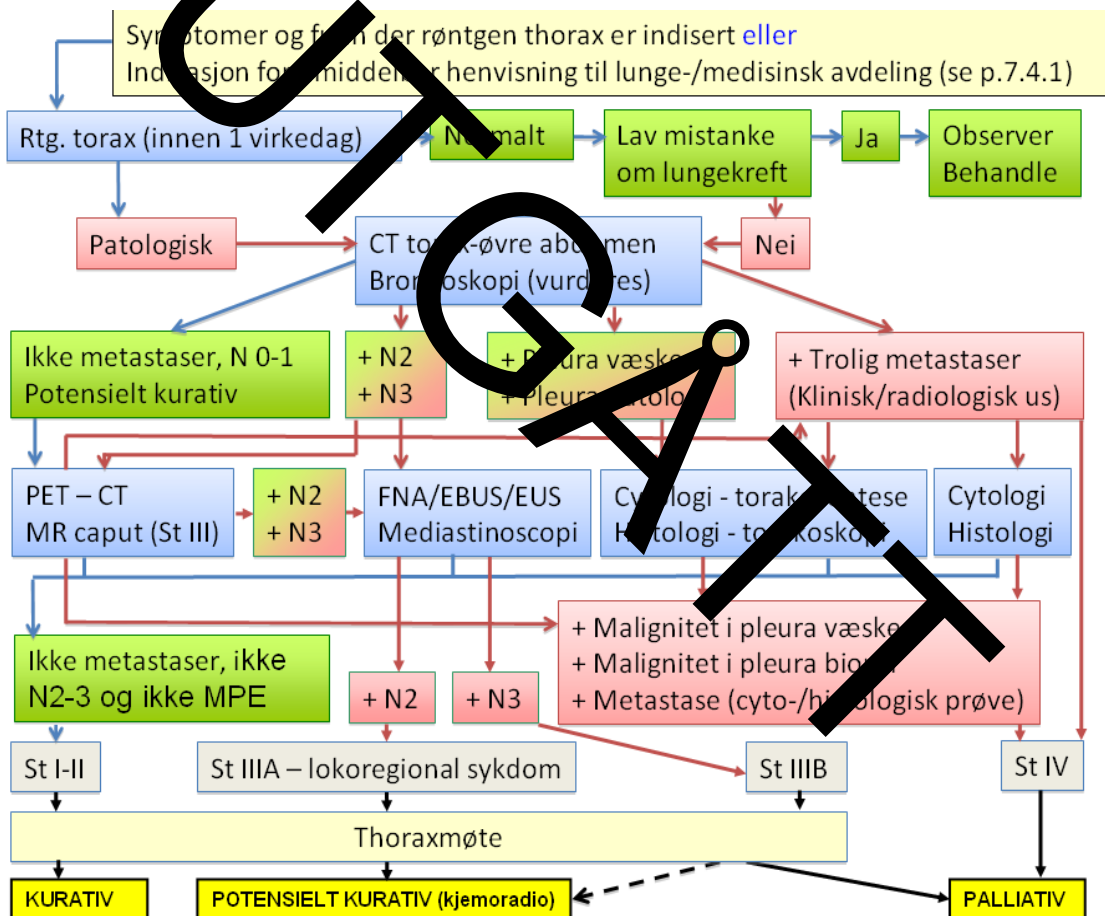 Symptomer og funn der røntgen thorax er indisert eller
Indikasjon for umiddelbar henvisning til lunge-/medisinsk avdeling (se p.7.4.1)
Rtg. torax (innen 1 virkedag)
Normalt
Lav mistanke
om lungekreft
Ja
Observer
Behandle
Patologisk
CT torax-øvre abdomen
Bronkoskopi (vurderes)
Nei
Ikke metastaser, N 0-1
Potensielt kurativ
+ N2
+ N3
+ Pleura væske
+ Pleura
+ Trolig metastaser
(Klinisk/radiologisk us)
PET – CT
MR caput (St III)
+ N2
+ N3
FNA/EBUS/EUS
Mediastinoscopi
Cytologi - torakocentese
Histologi - torakoskopi
Cytologi
Histologi
Ikke metastaser, ikke
N2-3 og ikke MPE
+ N2
+ N3
+ Malignitet i pleura væske
+ Malignitet i pleura biopsi
+ Metastase (cyto-/histologisk prøve)
St I-II
St IIIA – lokoregional sykdom
St IIIB
St IV
Thoraxmøte
KURATIV
POTENSIELT KURATIV (kjemoradio)
PALLIATIV
UTGÅTT